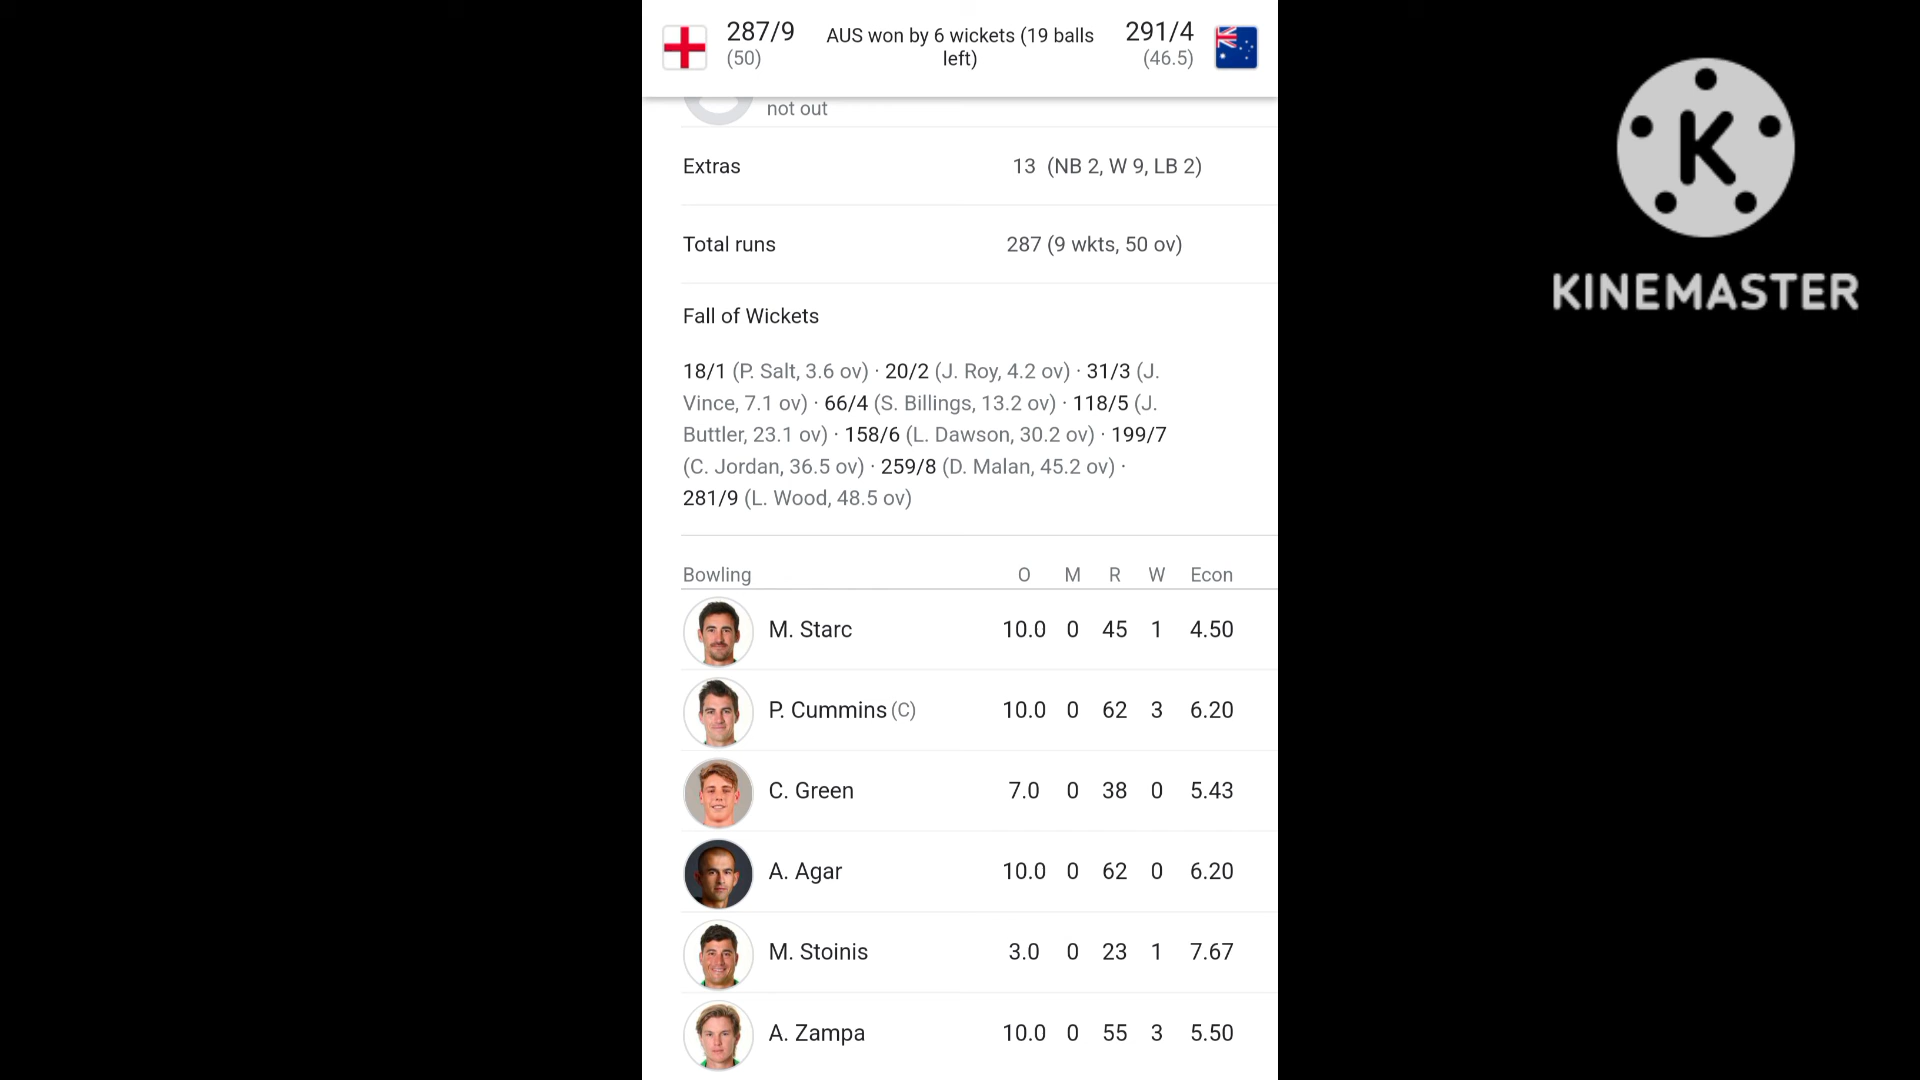 287/9
(50)
AUS won by 6 wickets (19 balls
left)
291/4
(46.5)
not out
Extras 13 (NB 2, W 9, LB 2)
Total runs 287 (9 wkts, 50 ov)
Fall of Wickets
18/1 (P. Salt, 3.6 ov) · 20/2 (J. Roy, 4.2 ov) · 31/3 (J.
Vince, 7.1 ov) · 66/4 (S. Billings, 13.2 ov) · 118/5 (J.
Buttler, 23.1 ov) · 158/6 (L. Dawson, 30.2 ov) · 199/7
(C. Jordan, 36.5 ov) · 259/8 (D. Malan, 45.2 ov) ·
281/9 (L. Wood, 48.5 ov)
Bowling O M R W Econ
M. Starc 10.0 0 45 1 4.50
P. Cummins (C) 10.0 0 62 3 6.20
C. Green 7.0 0 38 0 5.43
A. Agar 10.0 0 62 0 6.20
M. Stoinis 3.0 0 23 1 7.67
A. Zampa 10.0 0 55 3 5.50
K
KINEMASTER